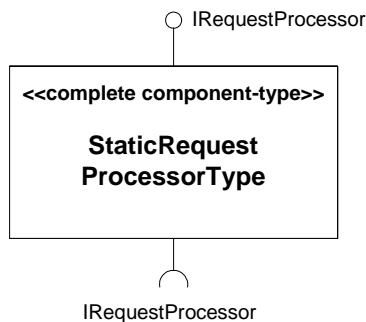 IRequestProcessor
<<complete component-type>>
StaticRequest
ProcessorType
IRequestProcessor